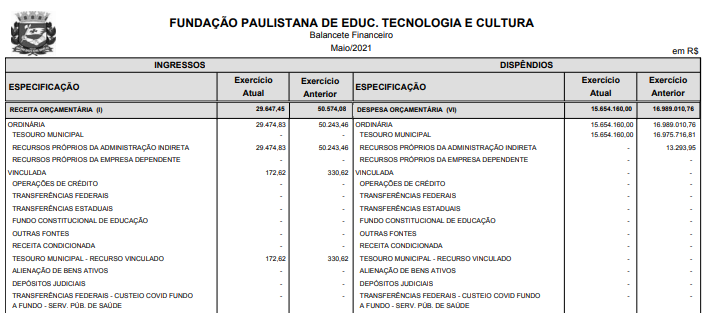 FUNDAÇÃO PAULISTANA DE EDUC. TECNOLOGIA E CULTURA
Balancete Financeiro
Maio/2021
em R$
INGRESSOS DISPÊNDIOS
ESPECIFICAÇÃO Exercício Atual Exercício Anterior ESPECIFICAÇÃO Exercício Atual Exercício Anterior
RECEITA ORÇAMENTÁRIA (I) 29.647,45 50.574,08 DESPESA ORÇAMENTÁRIA (VI) 15.654.160,00 16.989.010,76
ORDINÁRIA 29.474,83 50.243,46 ORDINÁRIA 15.654.160,00 16.989.010,76
TESOURO MUNICIPAL - - TESOURO MUNICIPAL 15.654.160,00 16.975.716,81
RECURSOS PRÓPRIOS DA ADMINISTRAÇÃO INDIRETA 29.474,83 50.243,46 RECURSOS PRÓPRIOS DA ADMINISTRAÇÃO INDIRETA - 13.293,95
RECURSOS PRÓPRIOS DA EMPRESA DEPENDENTE - - RECURSOS PRÓPRIOS DA EMPRESA DEPENDENTE - -
VINCULADA 172,62 330,62 VINCULADA - -
OPERAÇÕES DE CRÉDITO - - OPERAÇÕES DE CRÉDITO - -
TRANSFERÊNCIAS FEDERAIS - - TRANSFERÊNCIAS FEDERAIS - -
TRANSFERÊNCIAS ESTADUAIS - - TRANSFERÊNCIAS ESTADUAIS - -
FUNDO CONSTITUCIONAL DE EDUCAÇÃO - - FUNDO CONSTITUCIONAL DE EDUCAÇÃO - -
OUTRAS FONTES - - OUTRAS FONTES - -
RECEITA CONDICIONADA - - RECEITA CONDICIONADA - -
TESOURO MUNICIPAL - RECURSO VINCULADO 172,62 330,62 TESOURO MUNICIPAL - RECURSO VINCULADO - -
ALIENAÇÃO DE BENS ATIVOS - - ALIENAÇÃO DE BENS ATIVOS - -
DEPÓSITOS JUDICIAIS - - DEPÓSITOS JUDICIAIS - -
TRANSFERÊNCIAS FEDERAIS - CUSTEIO COVID FUNDO - - TRANSFERÊNCIAS FEDERAIS - CUSTEIO COVID FUNDO - -
A FUNDO - SERV. PÚB. DE SAÚDE A FUNDO - SERV. PÚB. DE SAÚDE